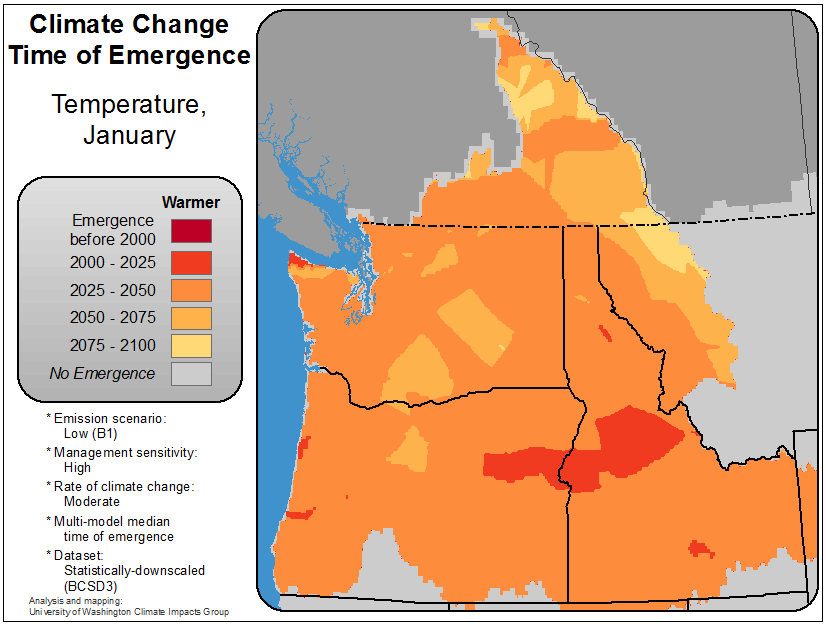 Climate Change
Time of Emergence
Temperature,
January
Warmer
Emergence
before 2000
2000 - 2025
2025 - 2050
2050 - 2075
2075 - 2100
No Emergence
* Emission scenario:
Low (B1)
* Management sensitivity:
High
* Rate of climate change:
Moderate
* Multi-model median
time of emergence
* Dataset:
Statistically-downscaled
(BCSD3)
Analysis and mapping:
University of Washington Climate Impacts Group